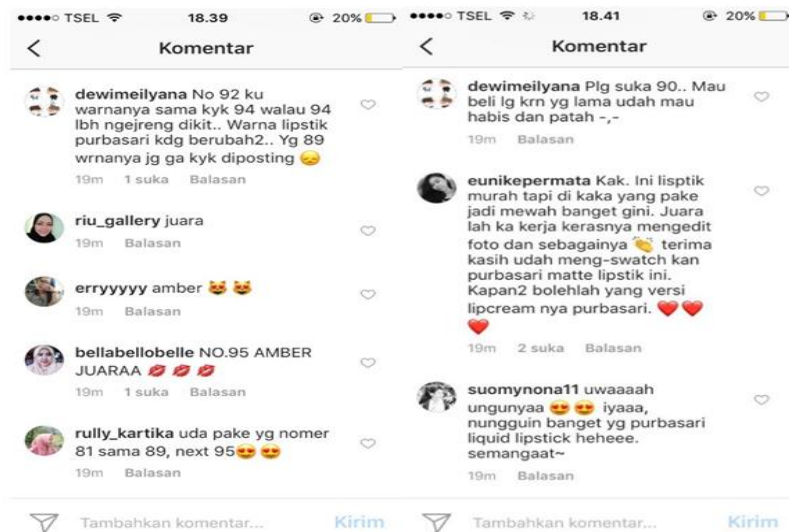 TSEL 18.39 20%
Komentar
dewimeilyana No 92 ku
warnanya sama kyk 94 walau 94
lbh ngejreng dikit.. Warna lipstik
purbasari kdg berubah2.. Yg 89
wrnanya jg ga kyk diposting 😞
19m 1 suka Balasan
riu_gallery juara
19m Balasan
erryyyyy amber 😻 😻
19m Balasan
bellabellobelle NO.95 AMBER
JUARAA 💋 💋 💋
19m 1 suka Balasan
rully_kartika uda pake yg nomer
81 sama 89, next 95😍 😍
19m Balasan
Tambahkan komentar... Kirim
TSEL 18.41 20%
Komentar
dewimeilyana Plg suka 90.. Mau
beli lg krn yg lama udah mau
habis dan patah -,-
19m Balasan
eunikepermata Kak. Ini lisptik
murah tapi di kaka yang pake
jadi mewah banget gini. Juara
lah ka kerja kerasnya mengedit
foto dan sebagainya 👏 terima
kasih udah meng-swatch kan
purbasari matte lipstik ini.
Kapan2 bolehlah yang versi
lipcream nya purbasari. ❤️ ❤️
❤️
19m 2 suka Balasan
suomynona11 uwaaaah
ungunyaa 😍 😍 iyaaa,
nungguin banget yg purbasari
liquid lipstick heheee.
semangaat~
19m Balasan
Tambahkan komentar... Kirim